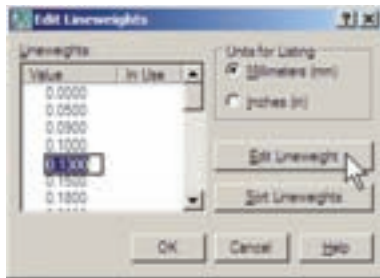 Edit Lineweights
Lineweights
Units for Listing
Value In Use
Millimeters (mm)
Inches (in)
0.0000
0.0500
0.0900
0.1000
0.1300
0.1500
0.1800
Edit Lineweight
Sort Lineweights
OK Cancel Help